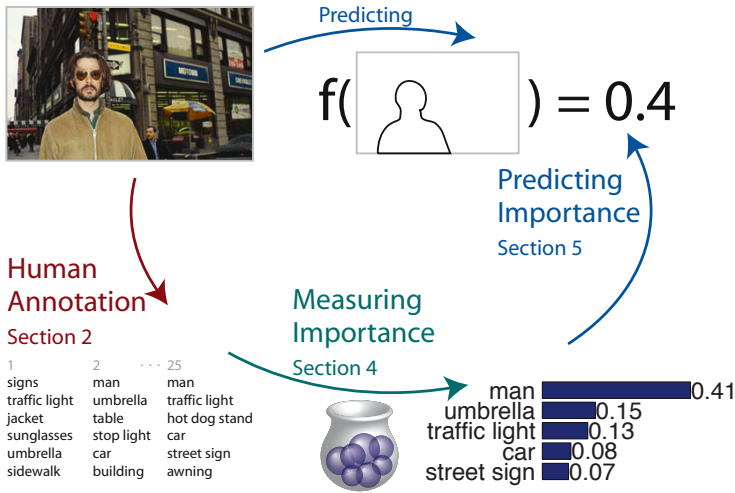 Predicting
MOTOWN
f( ) = 0.4
Predicting
Importance
Section 5
Human
Annotation
Section 2
Measuring
Importance
Section 4
1 2 · · · 25
signs man man
traffic light umbrella traffic light
jacket table hot dog stand
sunglasses stop light car
umbrella car street sign
sidewalk building awning
man 0.41
umbrella 0.15
traffic light 0.13
car 0.08
street sign 0.07